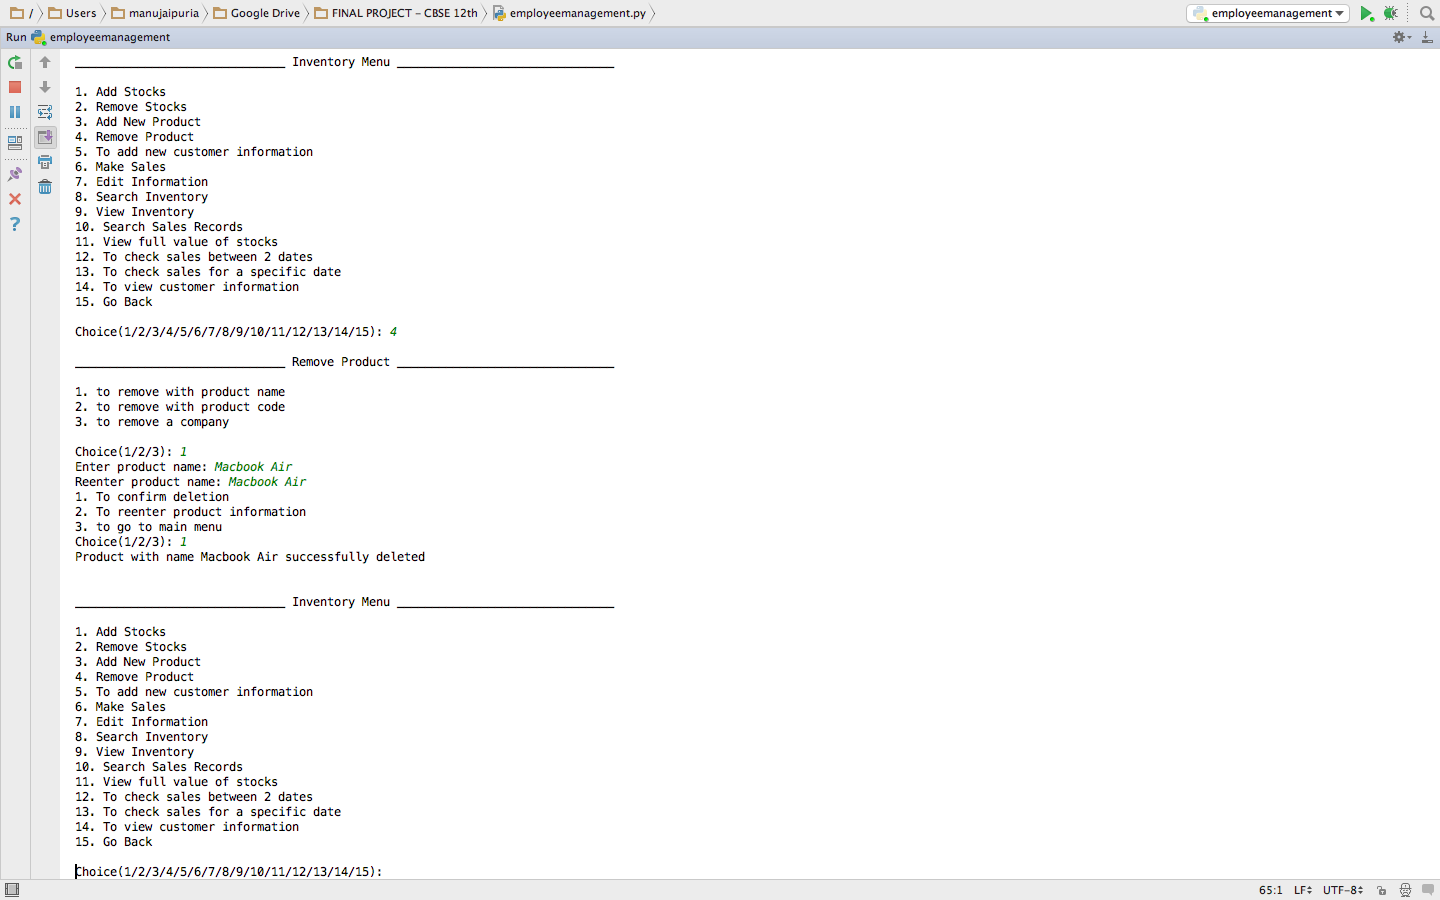 / Users manujaipuria Google Drive FINAL PROJECT - CBSE 12th employeemanagement.py employeemanagement
Run employeemanagement
______________________________ Inventory Menu _______________________________
1. Add Stocks
2. Remove Stocks
3. Add New Product
4. Remove Product
5. To add new customer information
6. Make Sales
7. Edit Information
8. Search Inventory
9. View Inventory
10. Search Sales Records
11. View full value of stocks
12. To check sales between 2 dates
13. To check sales for a specific date
14. To view customer information
15. Go Back
Choice(1/2/3/4/5/6/7/8/9/10/11/12/13/14/15): 4
______________________________ Remove Product _______________________________
1. to remove with product name
2. to remove with product code
3. to remove a company
Choice(1/2/3): 1
Enter product name: Macbook Air
Reenter product name: Macbook Air
1. To confirm deletion
2. To reenter product information
3. to go to main menu
Choice(1/2/3): 1
Product with name Macbook Air successfully deleted
______________________________ Inventory Menu _______________________________
1. Add Stocks
2. Remove Stocks
3. Add New Product
4. Remove Product
5. To add new customer information
6. Make Sales
7. Edit Information
8. Search Inventory
9. View Inventory
10. Search Sales Records
11. View full value of stocks
12. To check sales between 2 dates
13. To check sales for a specific date
14. To view customer information
15. Go Back
Choice(1/2/3/4/5/6/7/8/9/10/11/12/13/14/15):
65:1 LF UTF-8